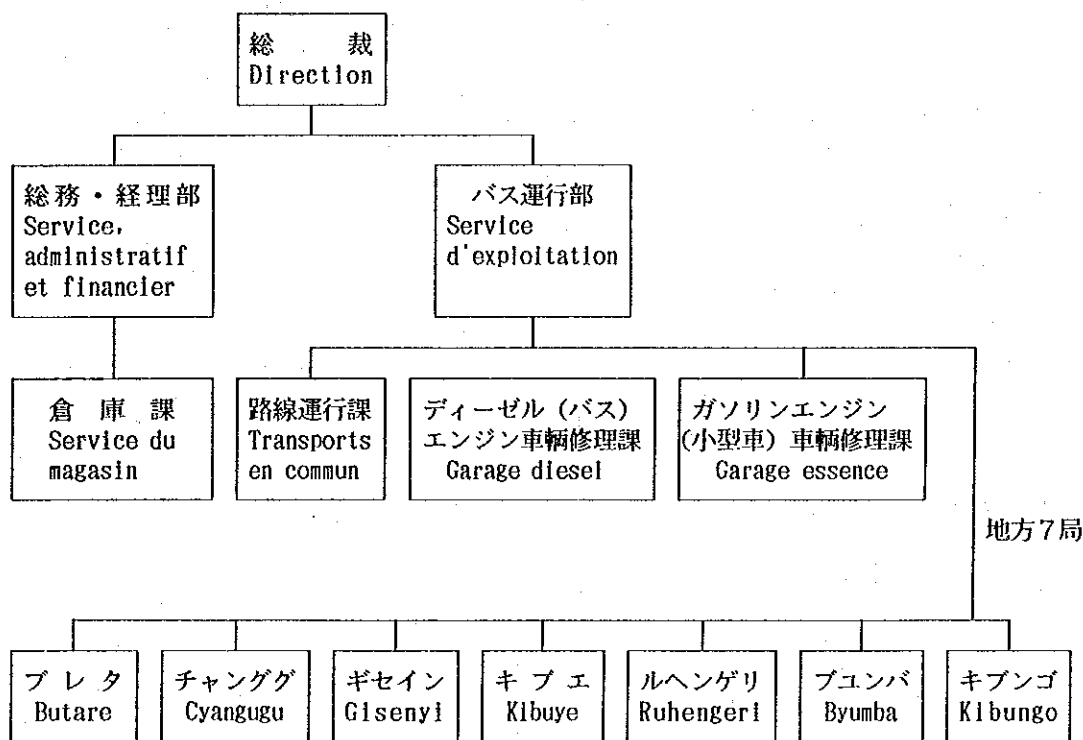 総 裁
Direction
総務・経理部
Service,
administratif
et financier
バス運行部
Service
d'exploitation
倉 庫 課
Service du
magasin
路線運行課
Transports
en commun
ディーゼル (バス)
エンジン車輌修理課
Garage diesel
ガソリンエンジン
(小型車) 車輌修理課
Garage essence
地方7局
ブ レ タ
Butare
チャンググ
Cyangugu
ギセイン
Gisenyi
キ ブ エ
Kibuye
ルヘンゲリ
Ruhengeri
ブユンバ
Byumba
キブンゴ
Kibungo